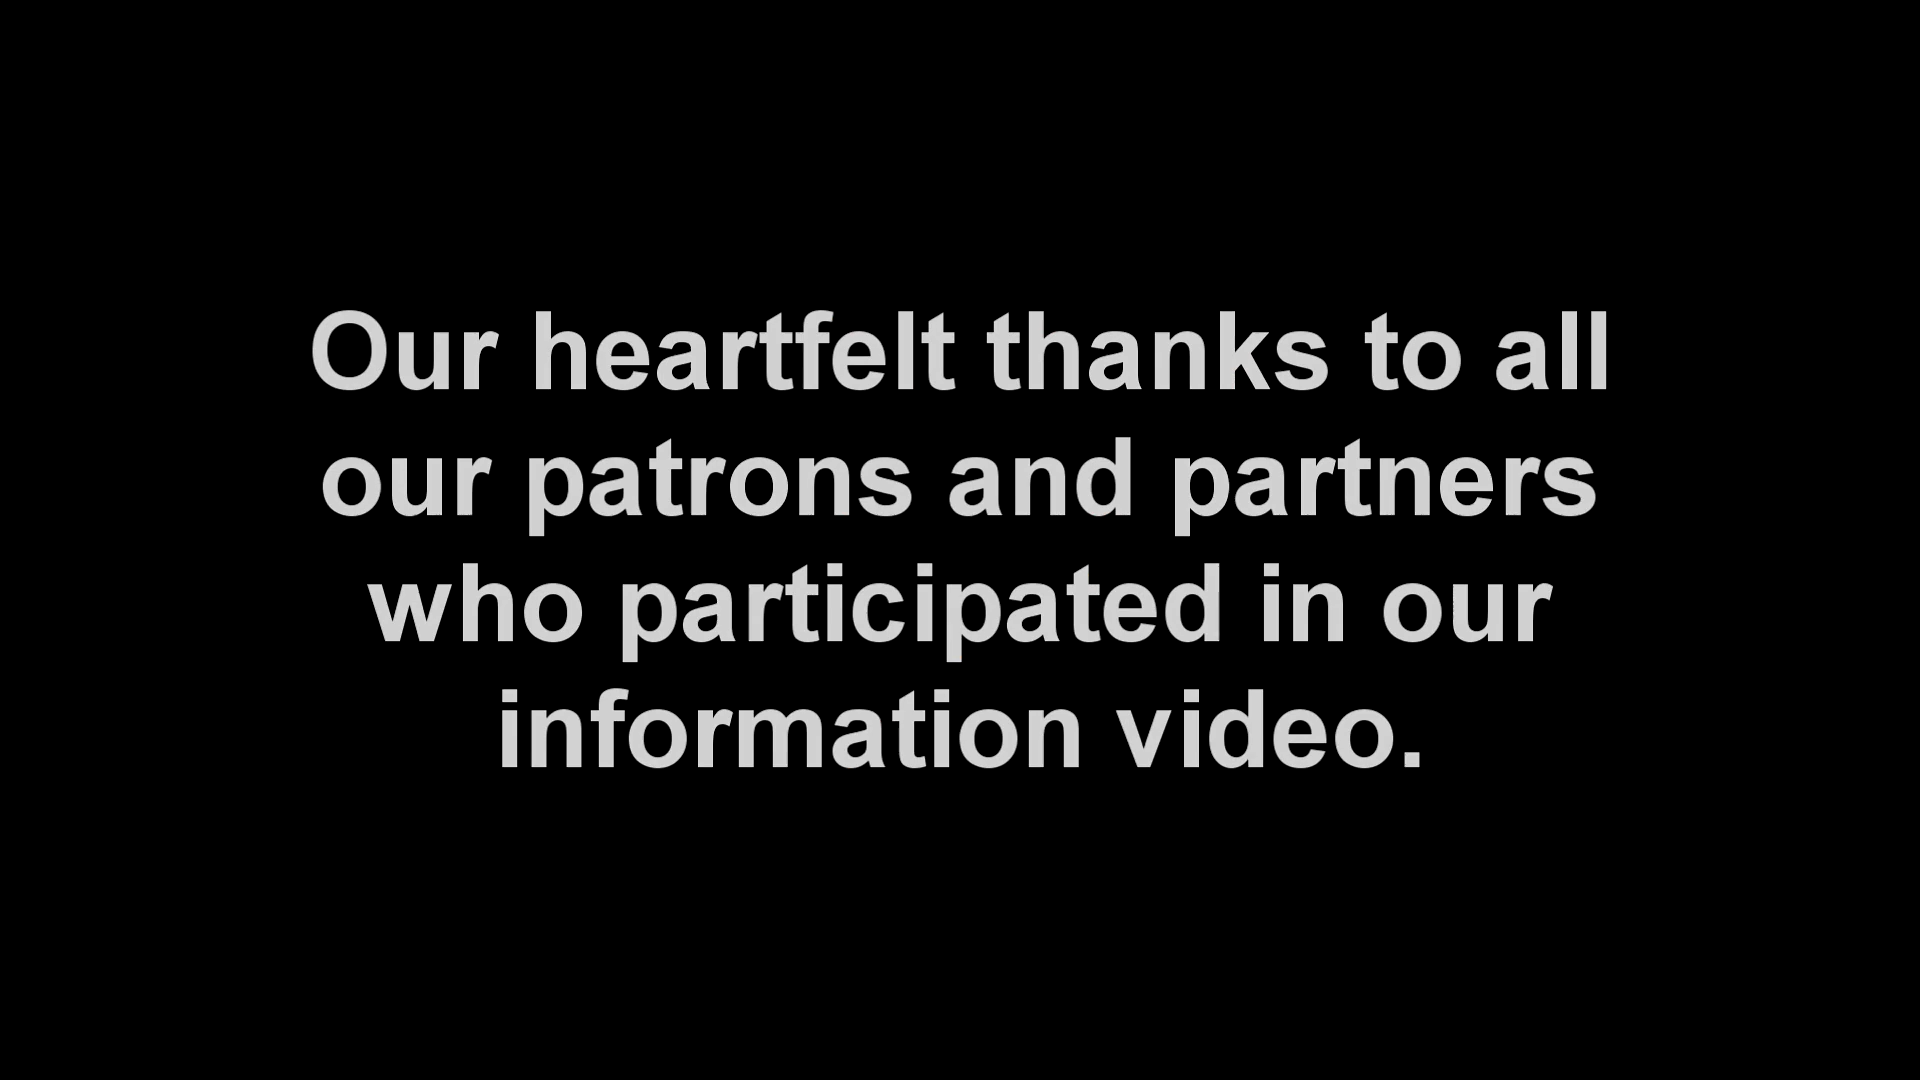 Our heartfelt thanks to all
our patrons and partners
who participated in our
information video.